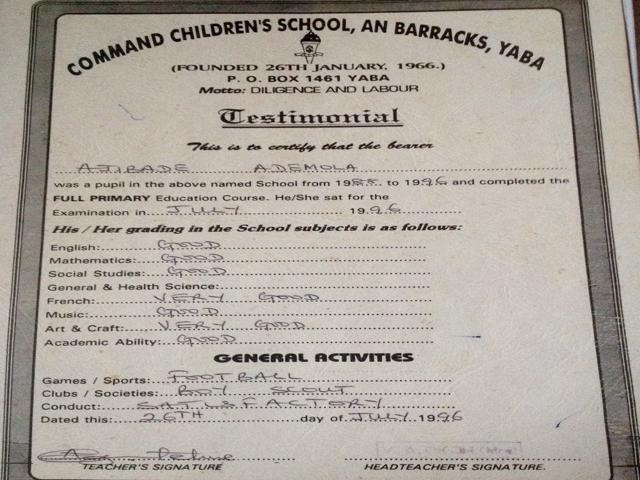 COMMAND CHILDREN'S SCHOOL, AN BARRACKS, YABA
(FOUNDED 26TH JANUARY, 1966.)
P. O. BOX 1461 YABA
Motto: DILIGENCE AND LABOUR
Testimonial
This is to certify that the bearer
AJIBADE ADEMOLA
was a pupil in the above named School from 1988 to 1996 and completed the
FULL PRIMARY Education Course. He/She sat for the
Examination in JULY 1996
His / Her grading in the School subjects is as follows:
English: GOOD
Mathematics: GOOD
Social Studies: GOOD
General & Health Science:
French: VERY GOOD
Music: GOOD
Art & Craft: VERY GOOD
Academic Ability: GOOD
GENERAL ACTIVITIES
Games / Sports: FOOTBALL
Clubs / Societies: BOY SCOUT
Conduct: SATISFACTORY
Dated this: 26TH day of JULY 1996
TEACHER'S SIGNATURE HEADTEACHER'S SIGNATURE.